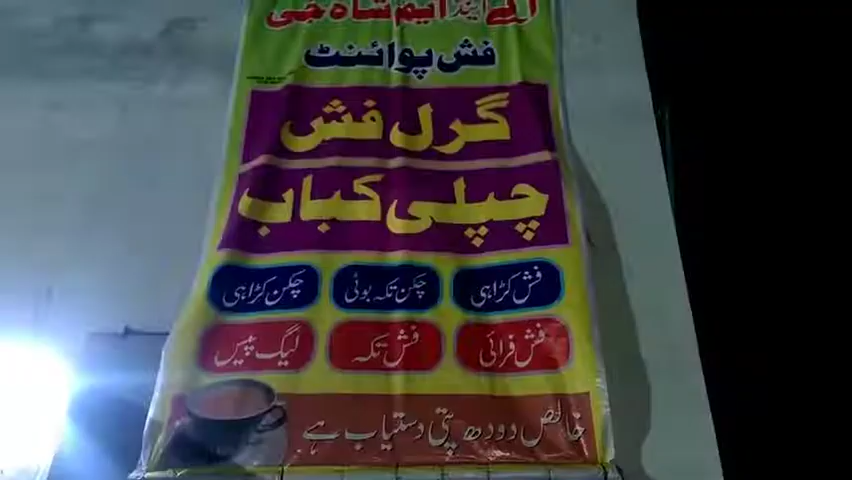 اے اینڈ ایم شاہ جی
فش پوائنٹ
گرل فش
چپلی کباب
فش کڑاہی چکن تکہ بوٹی چکن کڑاہی
فش فرائی فش تکہ لیگ پیس
خالص دودھ پتی دستیاب ہے